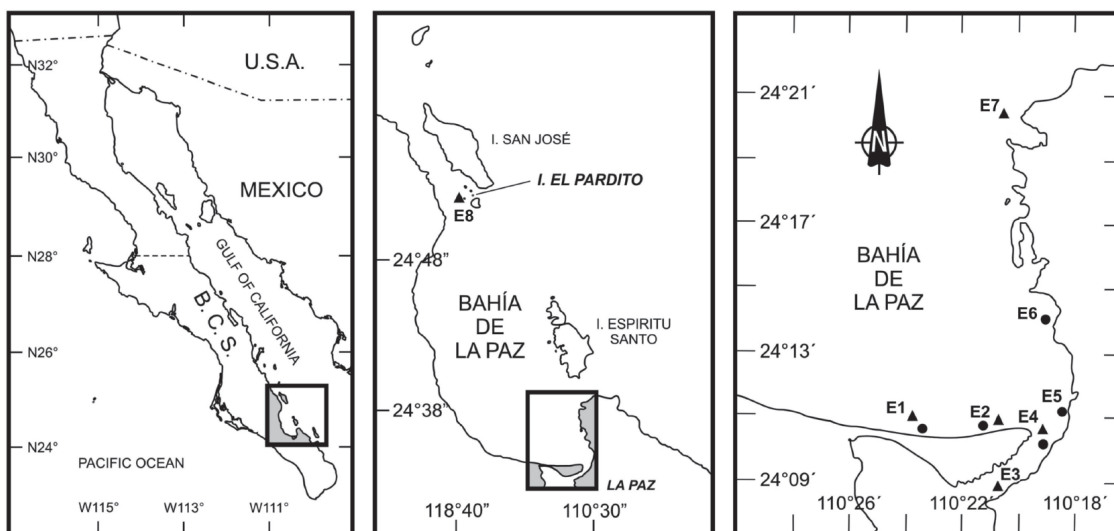 U.S.A.
MEXICO
GULF OF CALIFORNIA
B.C.S.
PACIFIC OCEAN
N32°
N30°
N28°
N26°
N24°
W115°
W113°
W111°
I. SAN JOSÉ
I. EL PARDITO
E8
24°48"
BAHÍA
DE
LA PAZ
I. ESPIRITU
SANTO
24°38"
LA PAZ
118°40"
110°30"
24°21´
E7
N
24°17´
BAHÍA
DE
LA PAZ
E6
24°13´
E1
E2
E5
E4
E3
24°09´
110°26´
110°22´
110°18´